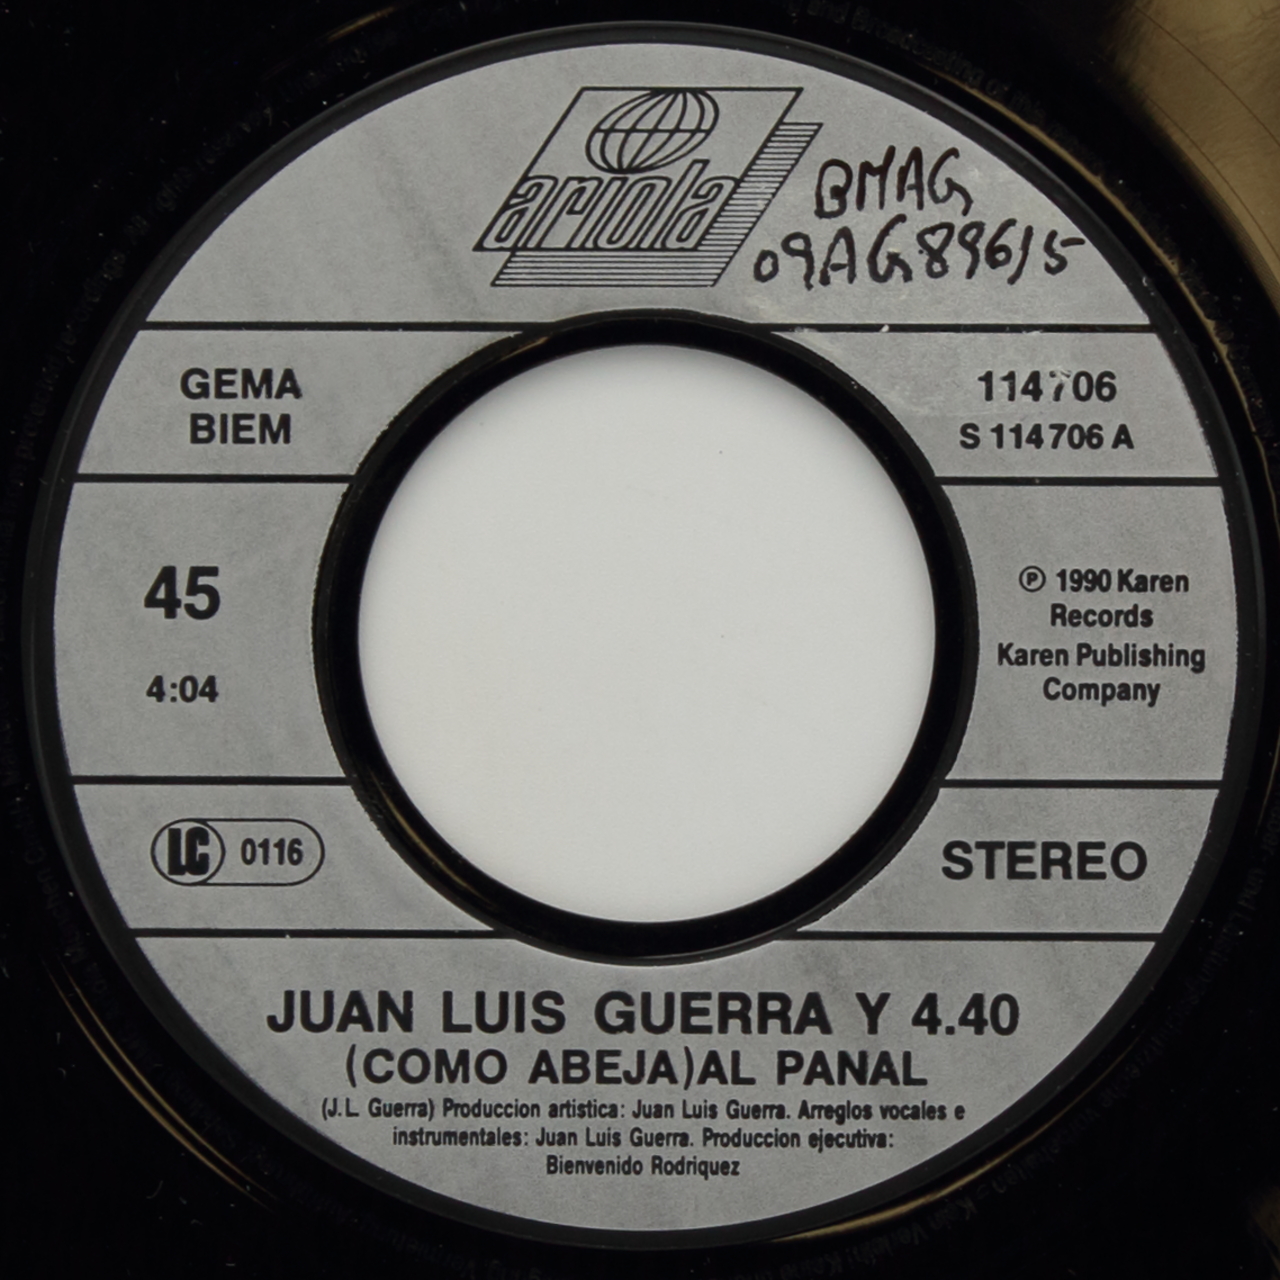 ariola
BMAG
09AG896/5
GEMA
BIEM
114706
S 114706 A
45
4:04
℗ 1990 Karen
Records
Karen Publishing
Company
LC 0116
STEREO
JUAN LUIS GUERRA Y 4.40
(COMO ABEJA)AL PANAL
(J.L. Guerra) Produccion artistica: Juan Luis Guerra. Arreglos vocales e
instrumentales: Juan Luis Guerra. Produccion ejecutiva:
Bienvenido Rodriquez